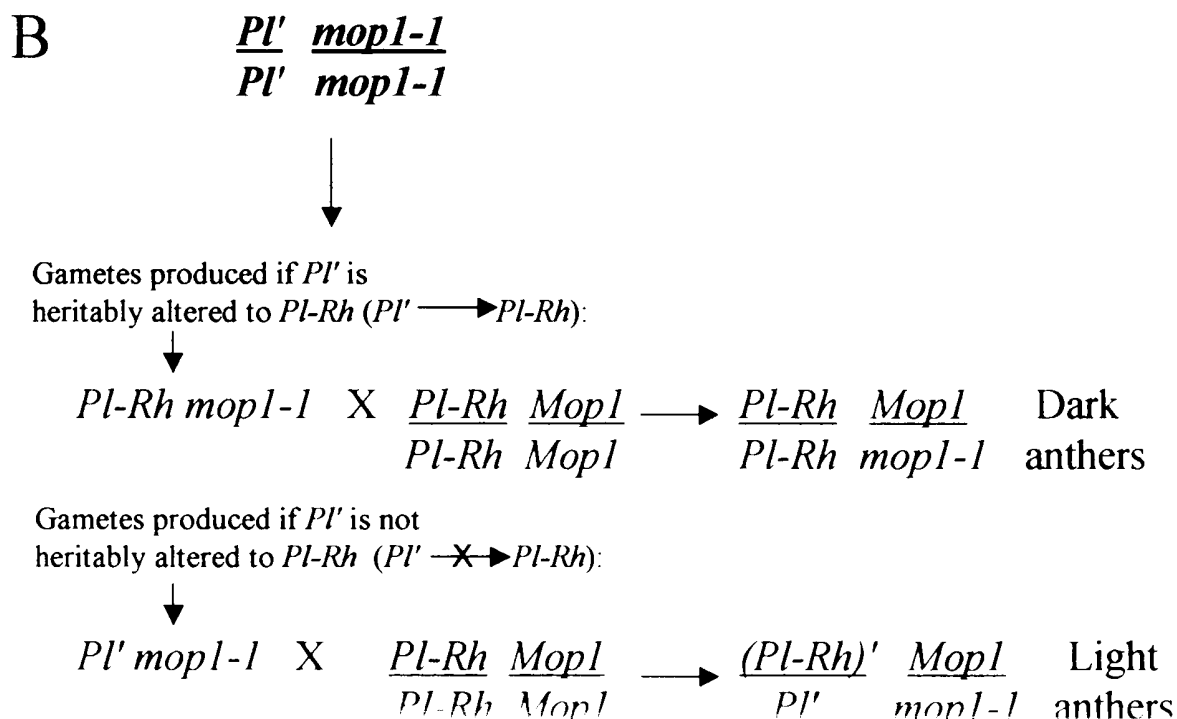 B
Pl' mop1-1
Pl' mop1-1
Gametes produced if Pl' is
heritably altered to Pl-Rh (Pl' → Pl-Rh):
Pl-Rh mop1-1 X Pl-Rh Mop1 → Pl-Rh Mop1 Dark
Pl-Rh Mop1 Pl-Rh mop1-1 anthers
Gametes produced if Pl' is not
heritably altered to Pl-Rh (Pl' X→ Pl-Rh):
Pl' mop1-1 X Pl-Rh Mop1 → (Pl-Rh)' Mop1 Light
Pl-Rh Mop1 Pl' mop1-1 anthers